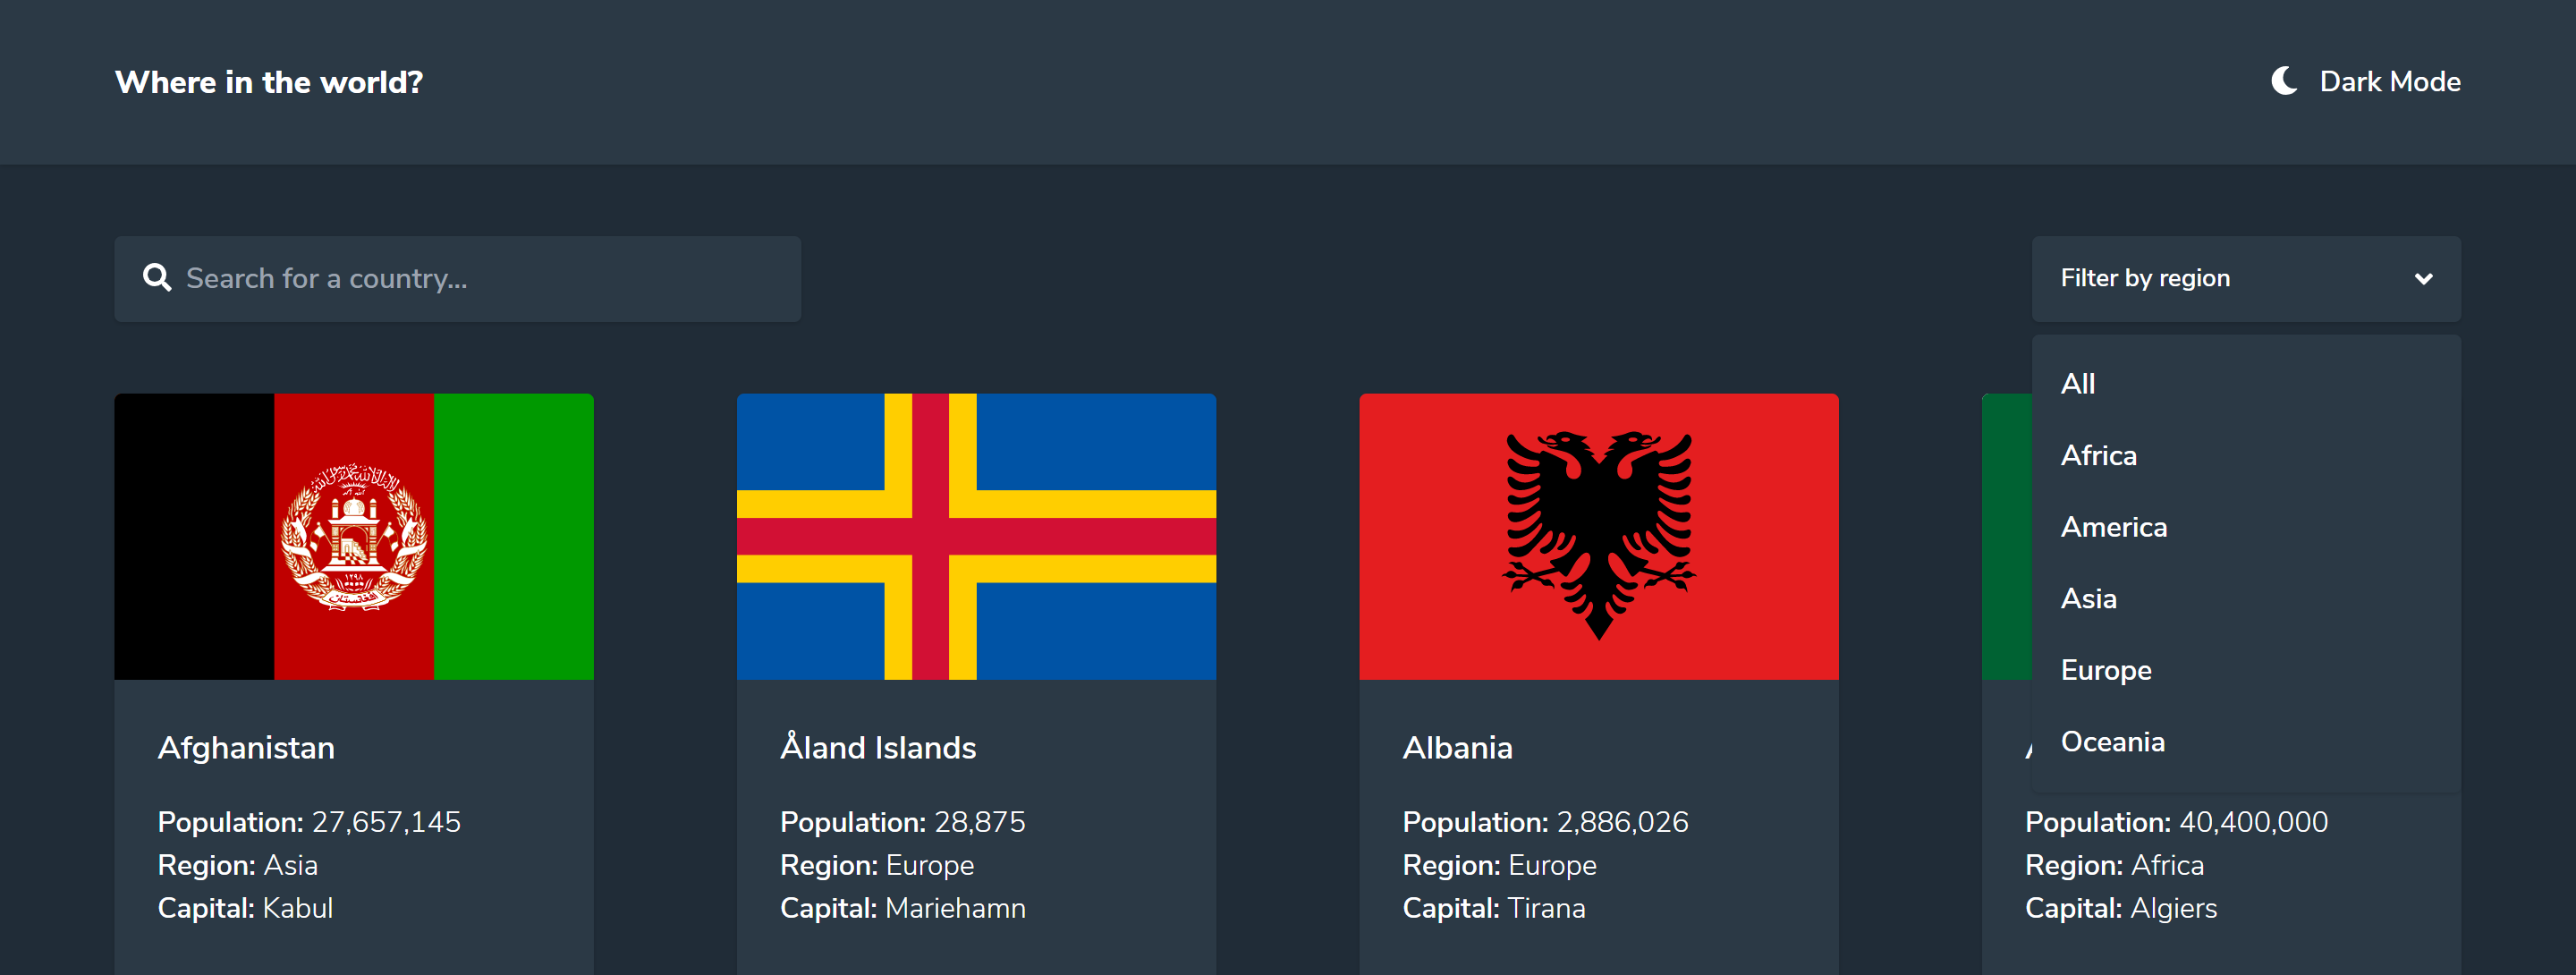 Where in the world?
Dark Mode
Search for a country...
Filter by region
All
Africa
America
Asia
Europe
Oceania
Afghanistan
Population: 27,657,145
Region: Asia
Capital: Kabul
Åland Islands
Population: 28,875
Region: Europe
Capital: Mariehamn
Albania
Population: 2,886,026
Region: Europe
Capital: Tirana
Population: 40,400,000
Region: Africa
Capital: Algiers